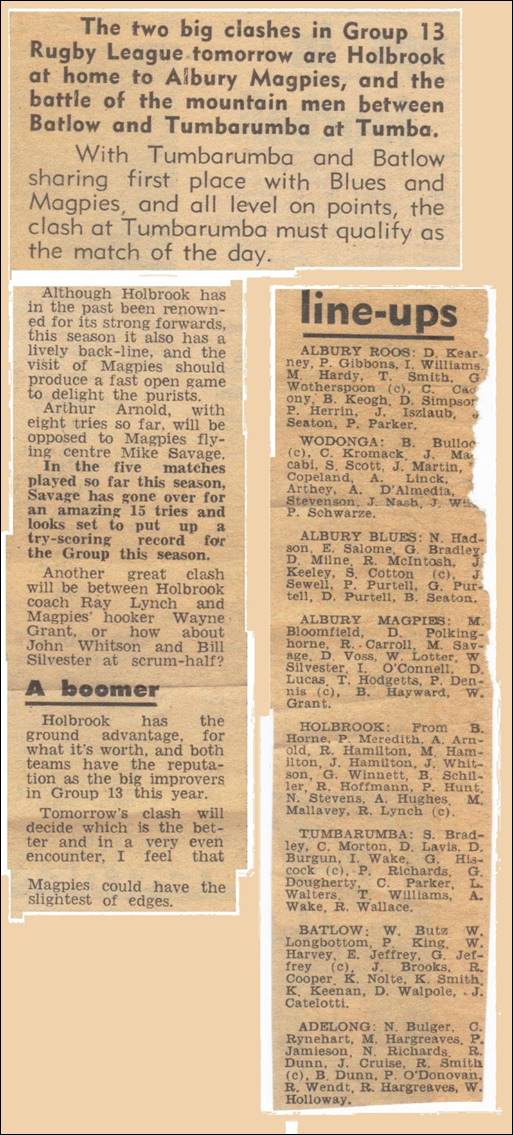 The two big clashes in Group 13
Rugby League tomorrow are Holbrook
at home to Albury Magpies, and the
battle of the mountain men between
Batlow and Tumbarumba at Tumba.
With Tumbarumba and Batlow
sharing first place with Blues and
Magpies, and all level on points, the
clash at Tumbarumba must qualify as
the match of the day.
Although Holbrook has
in the past been renown-
ed for its strong forwards,
this season it also has a
lively back-line, and the
visit of Magpies should
produce a fast open game
to delight the purists.
Arthur Arnold, with
eight tries so far, will be
opposed to Magpies fly-
ing centre Mike Savage.
In the five matches
played so far this season,
Savage has gone over for
an amazing 15 tries and
looks set to put up a
try-scoring record for
the Group this season.
Another great clash
will be between Holbrook
coach Ray Lynch and
Magpies' hooker Wayne
Grant, or how about
John Whitson and Bill
Silvester at scrum-half?
A boomer
Holbrook has the
ground advantage, for
what it's worth, and both
teams have the reputa-
tion as the big improvers
in Group 13 this year.
Tomorrow's clash will
decide which is the bet-
ter and in a very even
encounter, I feel that
Magpies could have the
slightest of edges.
line-ups
ALBURY ROOS: D. Kear-
ney, P. Gibbons, I. Williams,
M. Hardy, T. Smith, G.
Wotherspoon (c), C.
ony, B. Keogh, D. Simpson
P. Herrin, J. Iszlaub,
Seaton, P. Parker.
WODONGA: B. Bulloc
(c), C. Kromack, J.
cabi, S. Scott, J. Martin,
Copeland, A. Linck,
Arthey, A. D'Almedia,
Stevenson, J. Nash, J.
P. Schwarze.
ALBURY BLUES: N. Had-
son, E. Salome, G. Bradley,
D. Milne, R. McIntosh, J.
Keeley, S. Cotton (c), J.
Sewell, P. Purtell, G. Pur-
tell, D. Purtell, B. Seaton.
ALBURY MAGPIES: M.
Bloomfield, D. Polking-
horne, R. Carroll, M. Sav-
age, D. Voss, W. Lotter, W.
Silvester, I. O'Connell, D.
Lucas, T. Hodgetts, P. Den-
nis (c), B. Hayward, W.
Grant.
HOLBROOK: From B.
Horne, P. Meredith, A. Arn-
old, R. Hamilton, M. Ham-
ilton, J. Hamilton, J. Whit-
son, G. Winnett, B. Schil-
ler, R. Hoffmann, P. Hunt,
N. Stevens, A. Hughes, M.
Mallavey, R. Lynch (c).
TUMBARUMBA: S. Brad-
ley, C. Morton, D. Lavis, D.
Burgun, I. Wake, G. His-
cock (c), P. Richards, G.
Dougherty, C. Parker, L.
Walters, T. Williams, A.
Wake, R. Wallace.
BATLOW: W. Butz W.
Longbottom, P. King, W.
Harvey, E. Jeffrey, G. Jef-
frey (c), J. Brooks, R.
Cooper, K. Nolte, K. Smith,
K. Keenan, D. Walpole, J.
Catelotti.
ADELONG: N. Bulger, C.
Rynehart, M. Hargreaves, P.
Jamieson, N. Richards, R.
Dunn, J. Cruise, R. Smith
(c), B. Dunn, P. O'Donovan,
R. Wendt, R. Hargreaves, W.
Holloway.